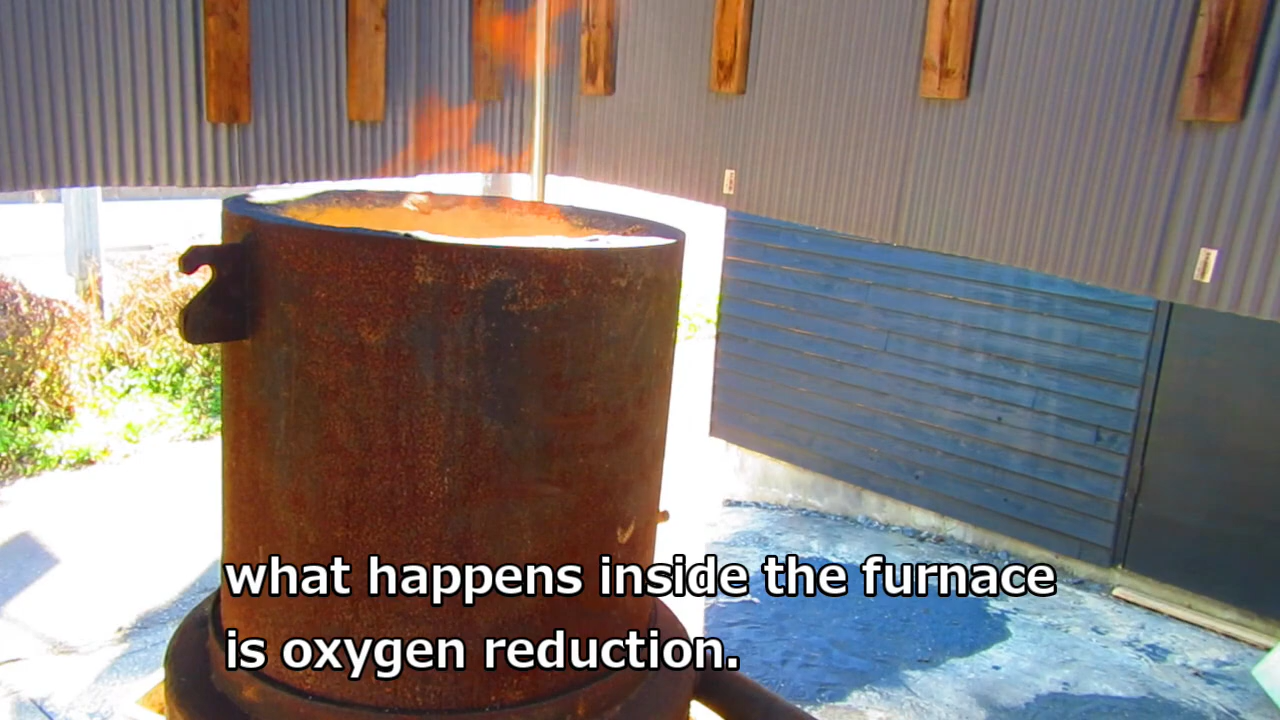 what happens inside the furnace
is oxygen reduction.